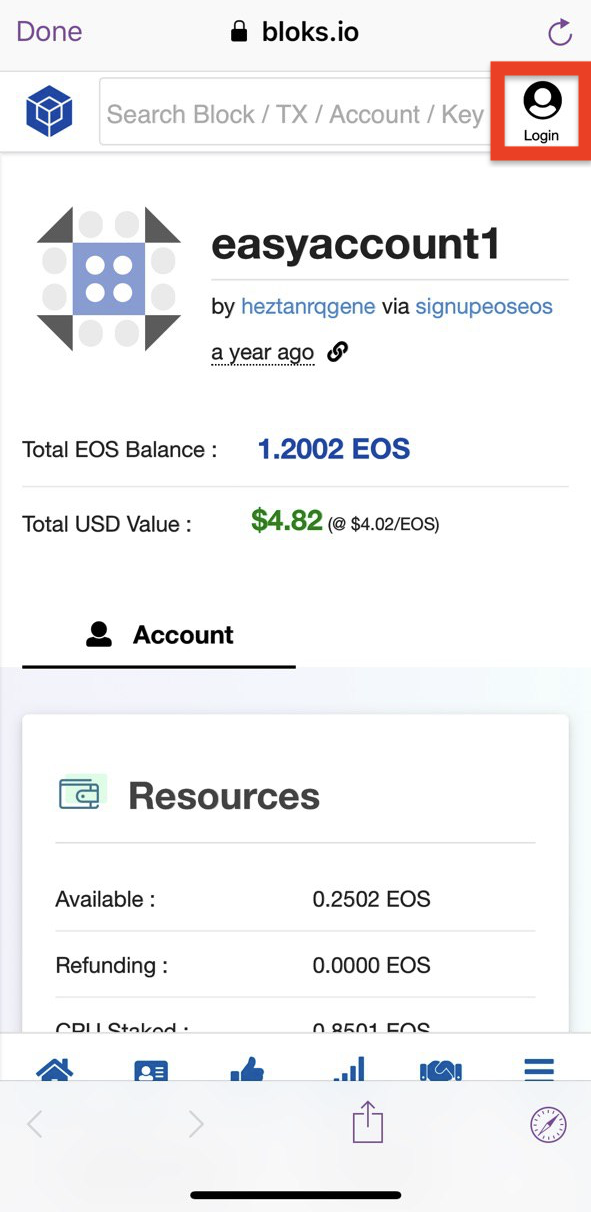 Done
bloks.io
Search Block / TX / Account / Key
Login
easyaccount1
by heztanrqgene via signupeoseos
a year ago
Total EOS Balance : 1.2002 EOS
Total USD Value : $4.82 (@ $4.02/EOS)
Account
Resources
Available : 0.2502 EOS
Refunding : 0.0000 EOS
CPU Staked : 0.8501 EOS